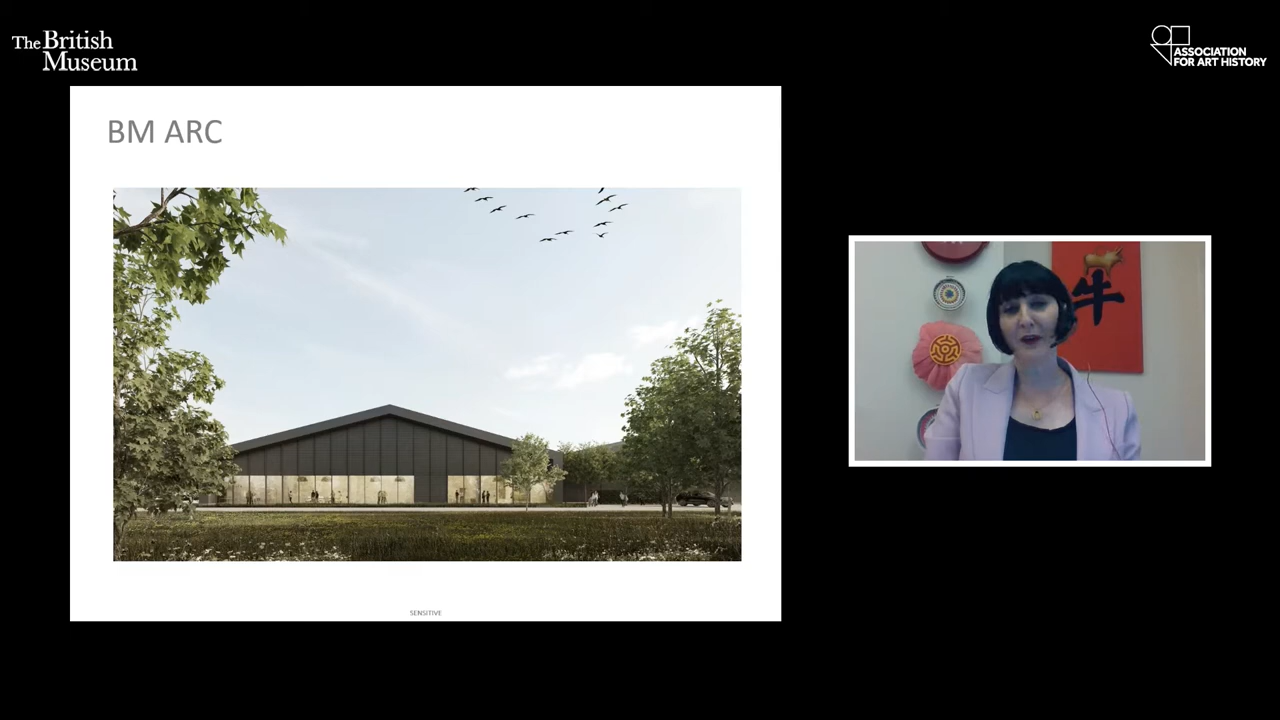 The British
Museum
ASSOCIATION
FOR ART HISTORY
BM ARC
牛
SENSITIVE